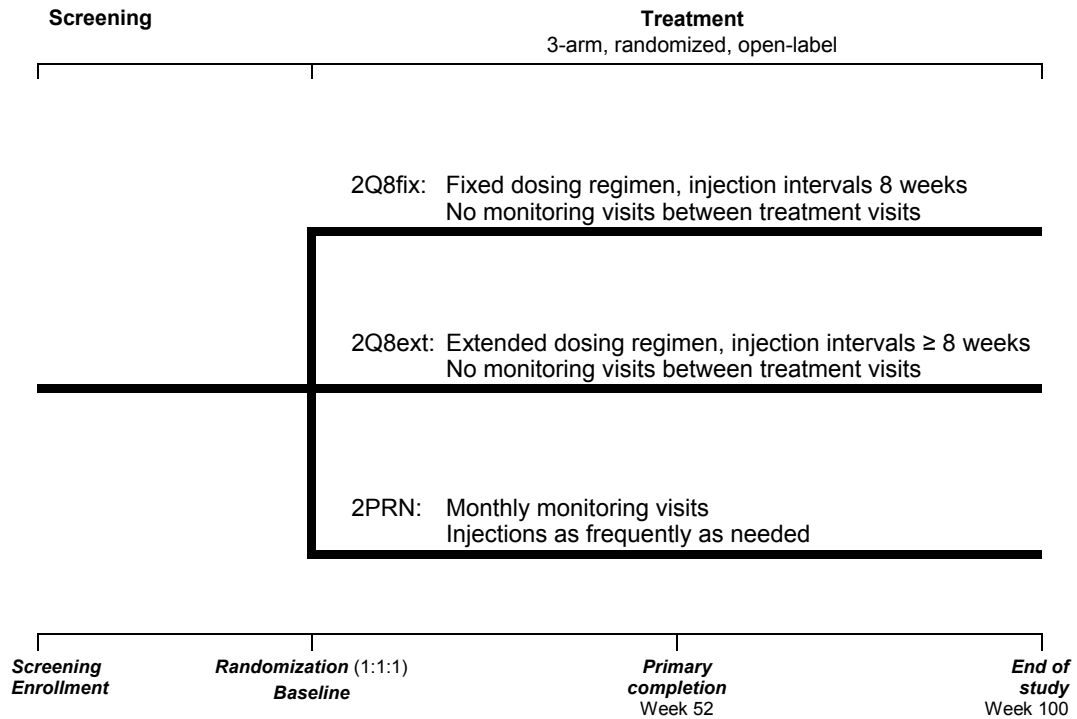 Screening
Treatment
3-arm, randomized, open-label
2Q8fix: Fixed dosing regimen, injection intervals 8 weeks
No monitoring visits between treatment visits
2Q8ext: Extended dosing regimen, injection intervals ≥ 8 weeks
No monitoring visits between treatment visits
2PRN: Monthly monitoring visits
Injections as frequently as needed
Screening
Enrollment
Randomization (1:1:1)
Baseline
Primary
completion
Week 52
End of
study
Week 100